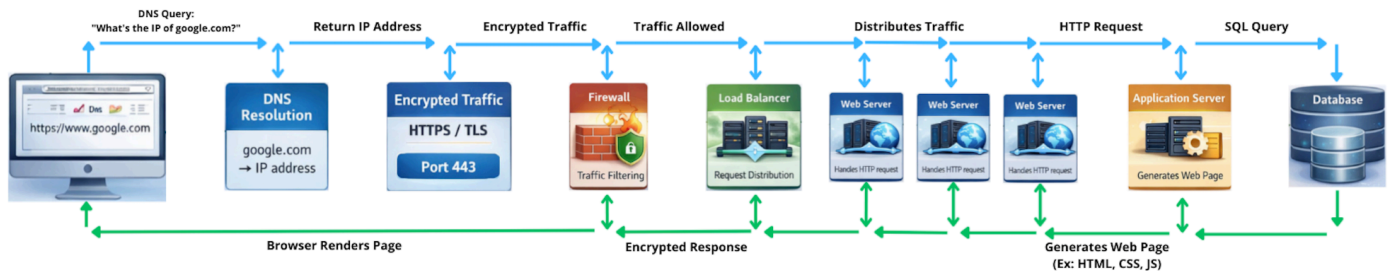 DNS Query:
"What's the IP of google.com?"
Return IP Address
Encrypted Traffic
Traffic Allowed
Distributes Traffic
HTTP Request
SQL Query
Dws
https://www.google.com
DNS
Resolution
google.com
→ IP address
Encrypted Traffic
HTTPS / TLS
Port 443
Firewall
Traffic Filtering
Load Balancer
Request Distribution
Web Server
Handles HTTP request
Web Server
Handles HTTP request
Web Server
Handles HTTP request
Application Server
Generates Web Page
Database
Browser Renders Page
Encrypted Response
Generates Web Page
(Ex: HTML, CSS, JS)